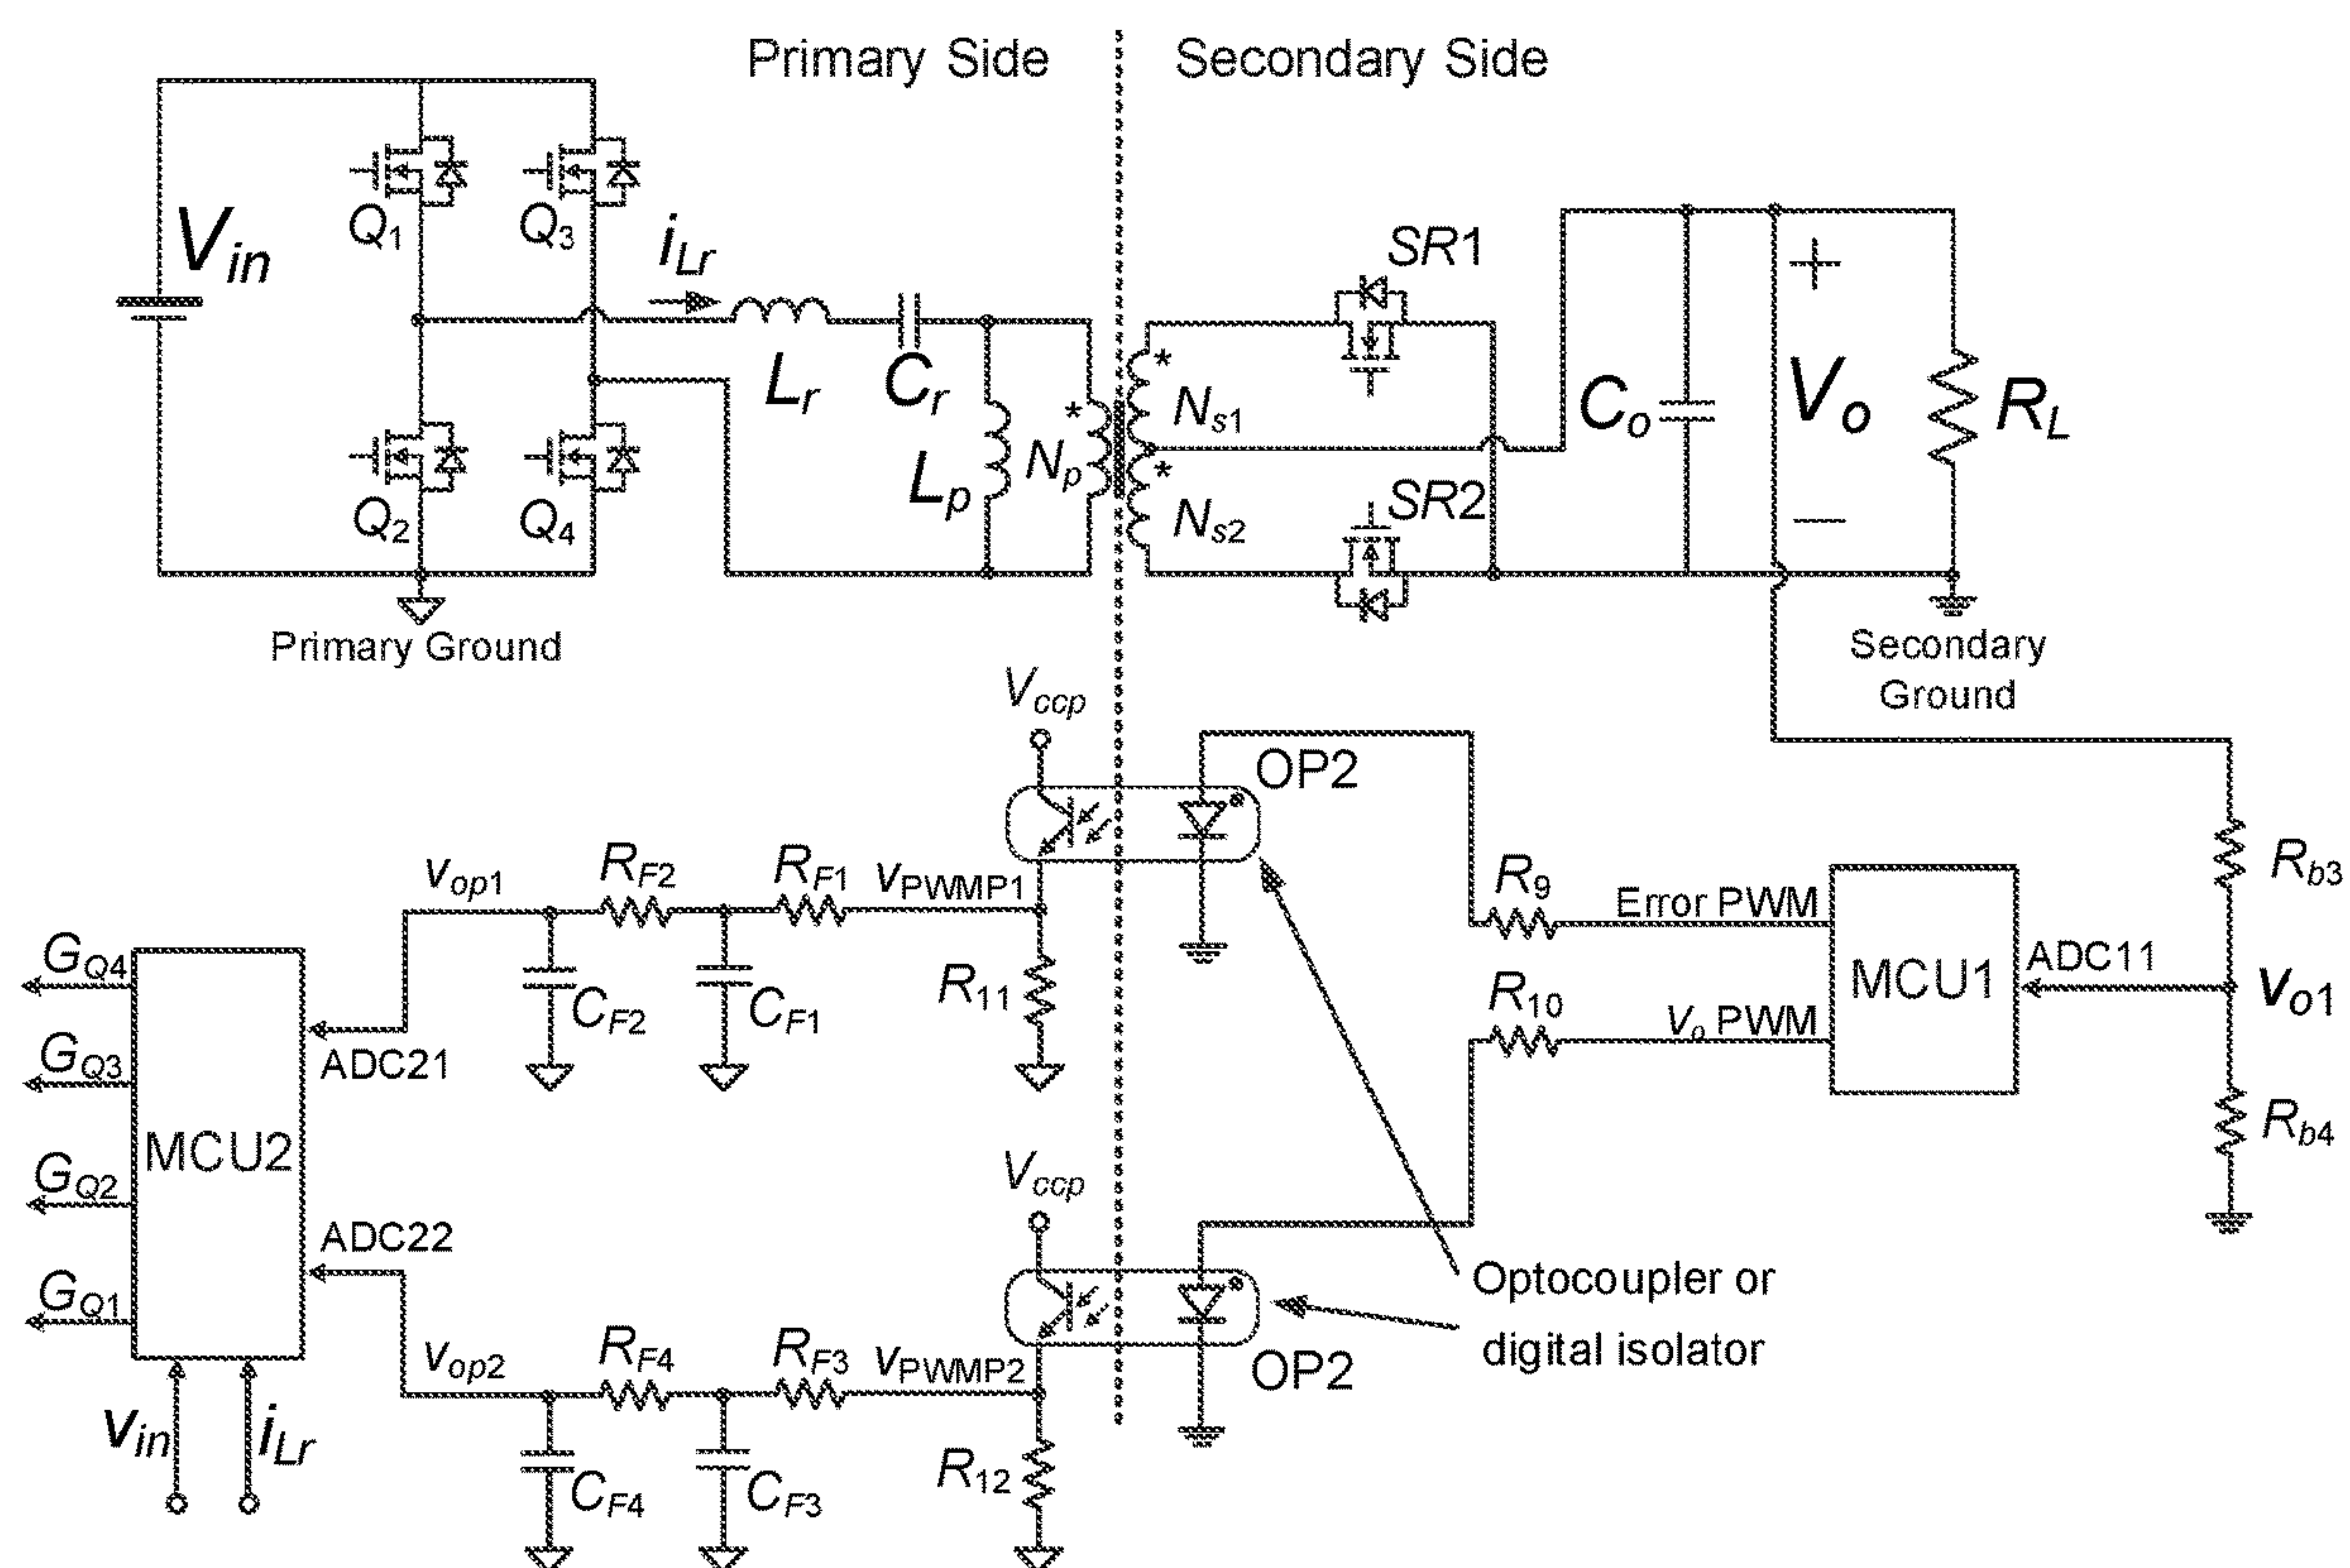 Primary Side
Secondary Side
Q1
Q3
Vin
iLr
SR1
+
Lr
Cr
*
*
Ns1
Co
Vo
RL
Lp
Np
*
Q2
Q4
SR2
Ns2
–
Primary Ground
Secondary
Ground
Vccp
OP2
vop1
RF2
RF1
vPWMP1
R9
Error PWM
Rb3
GQ4
ADC11
R11
R10
MCU1
vo1
CF2
CF1
Vo PWM
GQ3
ADC21
Rb4
MCU2
GQ2
Vccp
ADC22
GQ1
Optocoupler or
digital isolator
vop2
RF4
RF3
vPWMP2
OP2
vin
iLr
R12
CF4
CF3